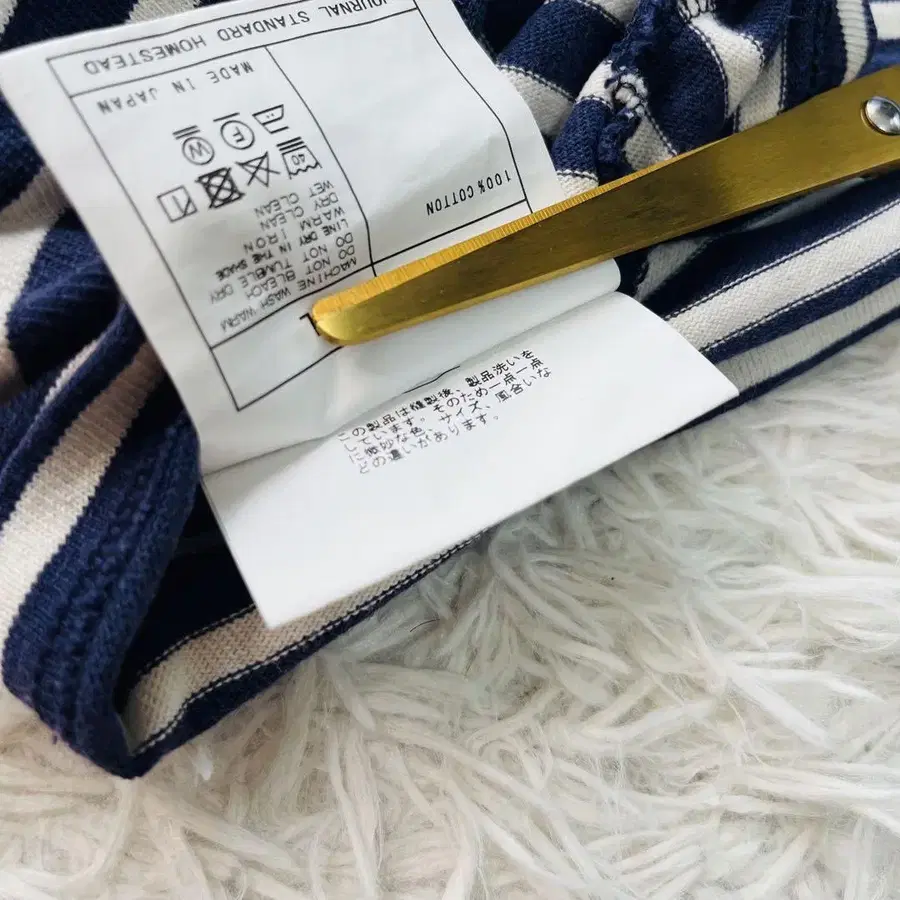 L
100% COTTON
MACHINE WASH WARM
DO NOT BLEACH
DO NOT TUMBLE DRY
LINE DRY IN THE SHADE
WARM IRON
DRY CLEAN
WET CLEAN
40
F W
MADE IN JAPAN
JOURNAL STANDARD HOMESTEAD
この製品は縫製後、製品洗いを
しています。そのため一点一点
に微妙な色、サイズ、風合いな
どの違いがあります。